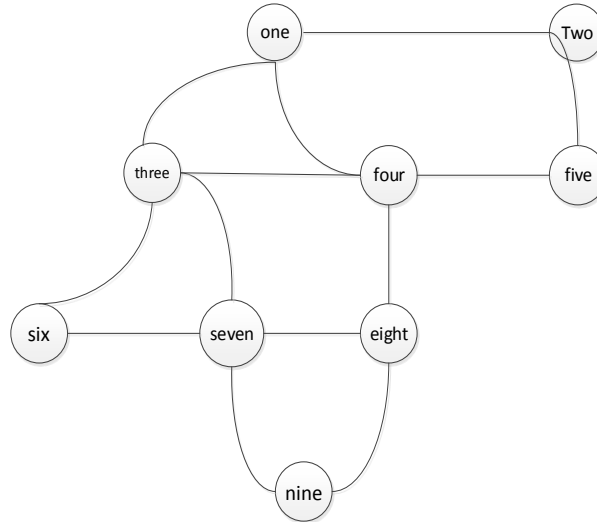 one
Two
three
four
five
six
seven
eight
nine